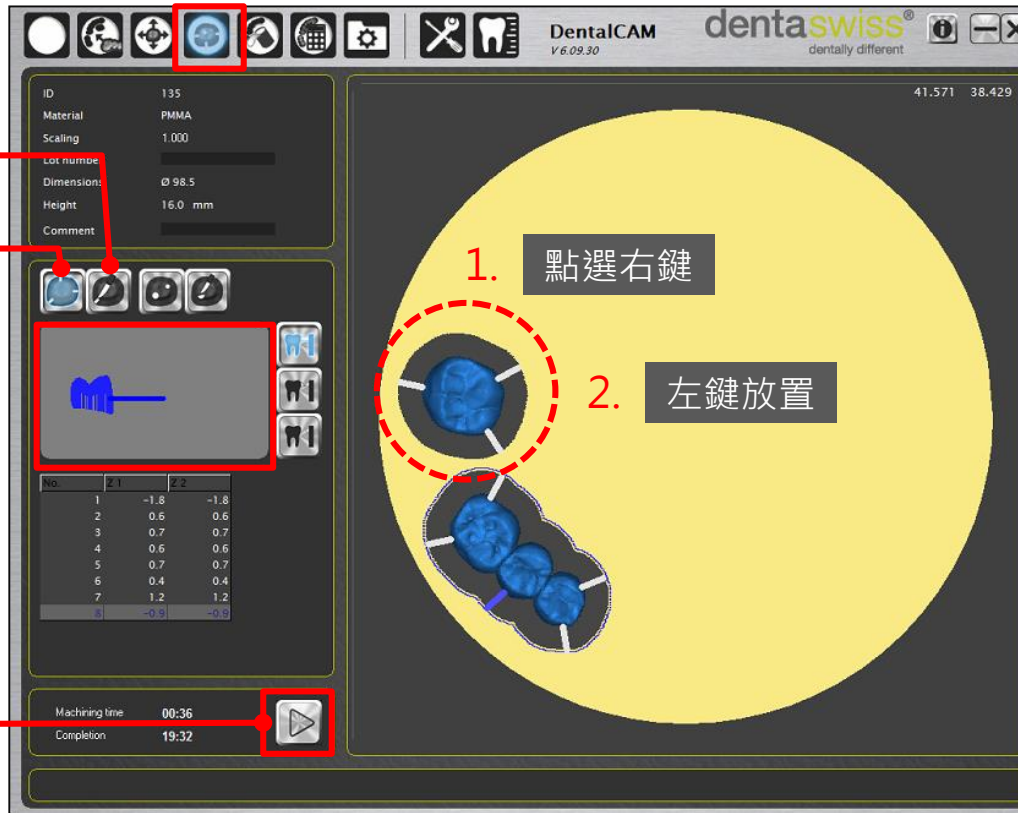 DentalCAM
V 6.09.30
dentaswiss®
dentally different
ID 135
Material PMMA
Scaling 1.000
Lot number
Dimensions Ø 98.5
Height 16.0 mm
Comment
41.571 38.429
1. 點選右鍵
2. 左鍵放置
No. Z 1 Z 2
1 -1.8 -1.8
2 0.6 0.6
3 0.7 0.7
4 0.6 0.6
5 0.7 0.7
6 0.4 0.4
7 1.2 1.2
8 -0.9 -0.9
Machining time 00:36
Completion 19:32